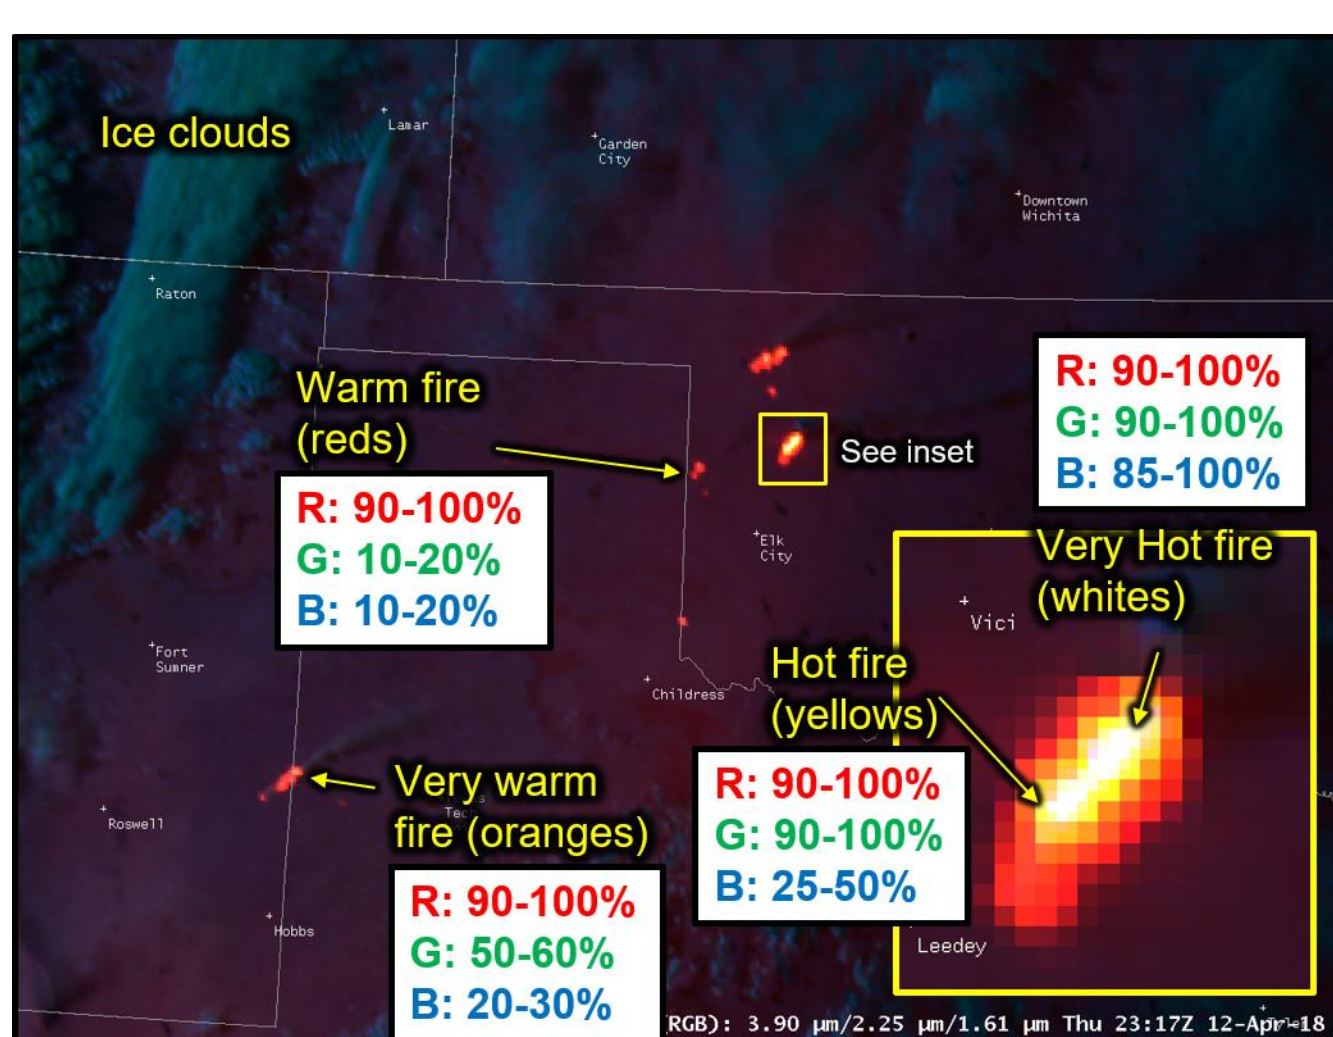 Ice clouds
Lamar
Garden
City
Downtown
Wichita
Raton
Warm fire
(reds)
R: 90-100%
G: 10-20%
B: 10-20%
See inset
R: 90-100%
G: 90-100%
B: 85-100%
Elk
City
Very Hot fire
(whites)
Vici
Fort
Sumner
Childress
Hot fire
(yellows)
R: 90-100%
G: 90-100%
B: 25-50%
Very warm
fire (oranges)
R: 90-100%
G: 50-60%
B: 20-30%
Roswell
Hobbs
Leedey
RGB): 3.90 µm/2.25 µm/1.61 µm Thu 23:17Z 12-Apr-18